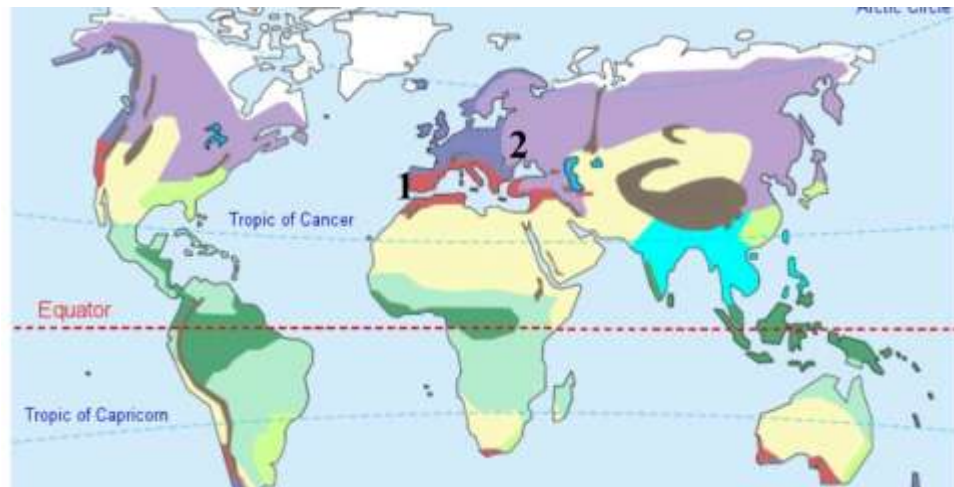 Arctic Circle
2
1
Tropic of Cancer
Equator
Tropic of Capricorn